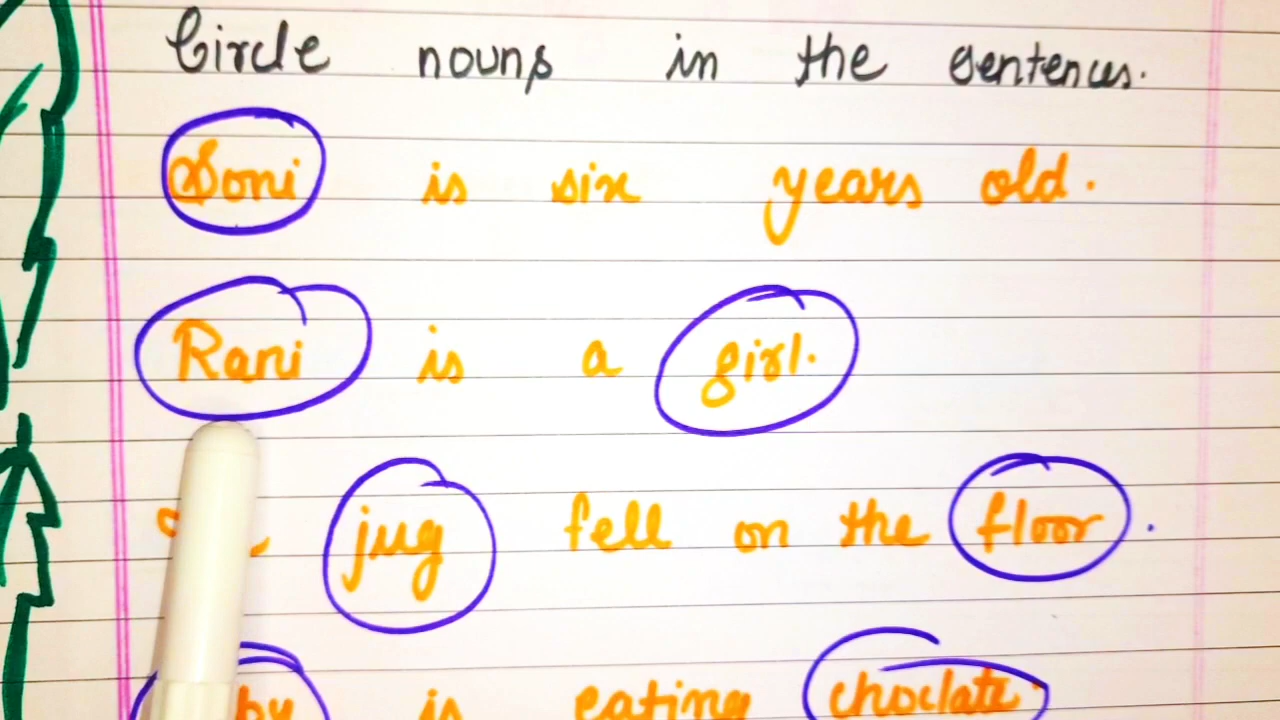 Circle nouns in the sentences.
Soni is six years old.
Rani is a girl.
jug fell on the floor.
is eating choclate.